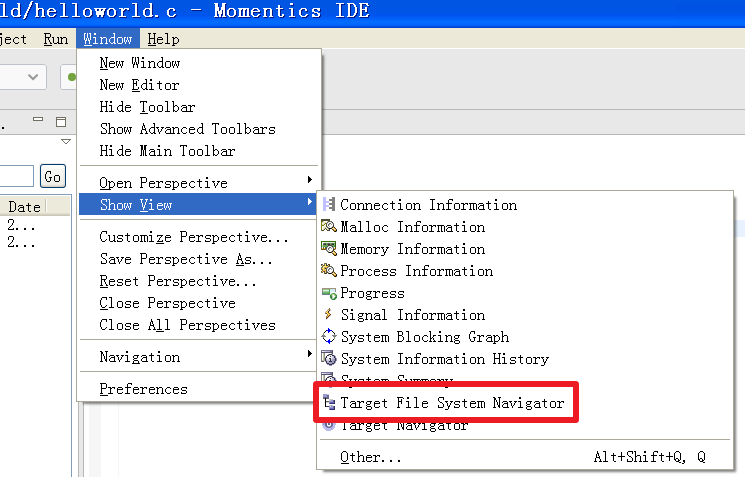 ld/helloworld.c - Momentics IDE
ject Run Window Help
New Window
New Editor
Hide Toolbar
Show Advanced Toolbars
Hide Main Toolbar
Open Perspective
Show View
Customize Perspective...
Save Perspective As...
Reset Perspective...
Close Perspective
Close All Perspectives
Navigation
Preferences
Go
Date
2...
2...
Connection Information
Malloc Information
Memory Information
Process Information
Progress
Signal Information
System Blocking Graph
System Information History
System Summary
Target File System Navigator
Target Navigator
Other... Alt+Shift+Q, Q